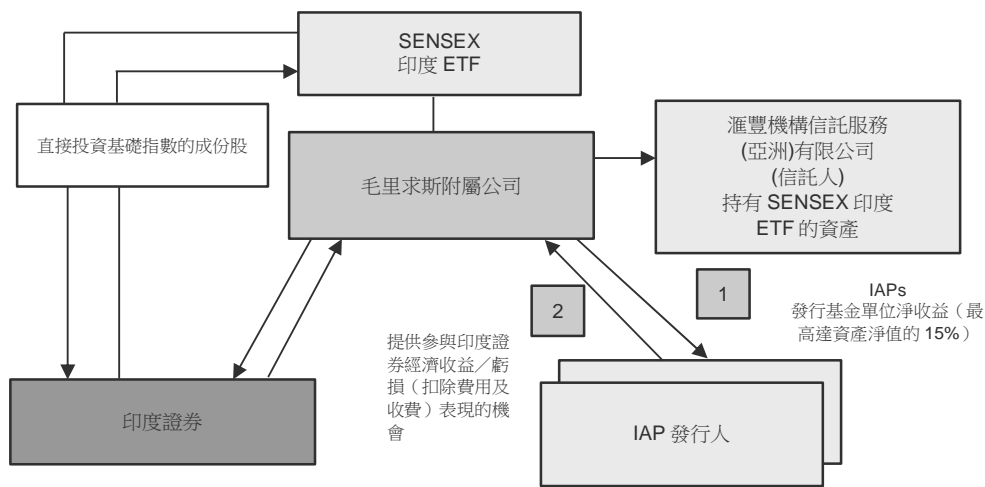 SENSEX
印度 ETF
直接投資基礎指數的成份股
毛里求斯附屬公司
滙豐機構信託服務
(亞洲)有限公司
(信託人)
持有 SENSEX 印度
ETF 的資產
2
1
IAPs
發行基金單位淨收益（最
高達資產淨值的 15%）
提供參與印度證
券經濟收益／虧
損（扣除費用及
收費）表現的機
會
印度證券
IAP 發行人